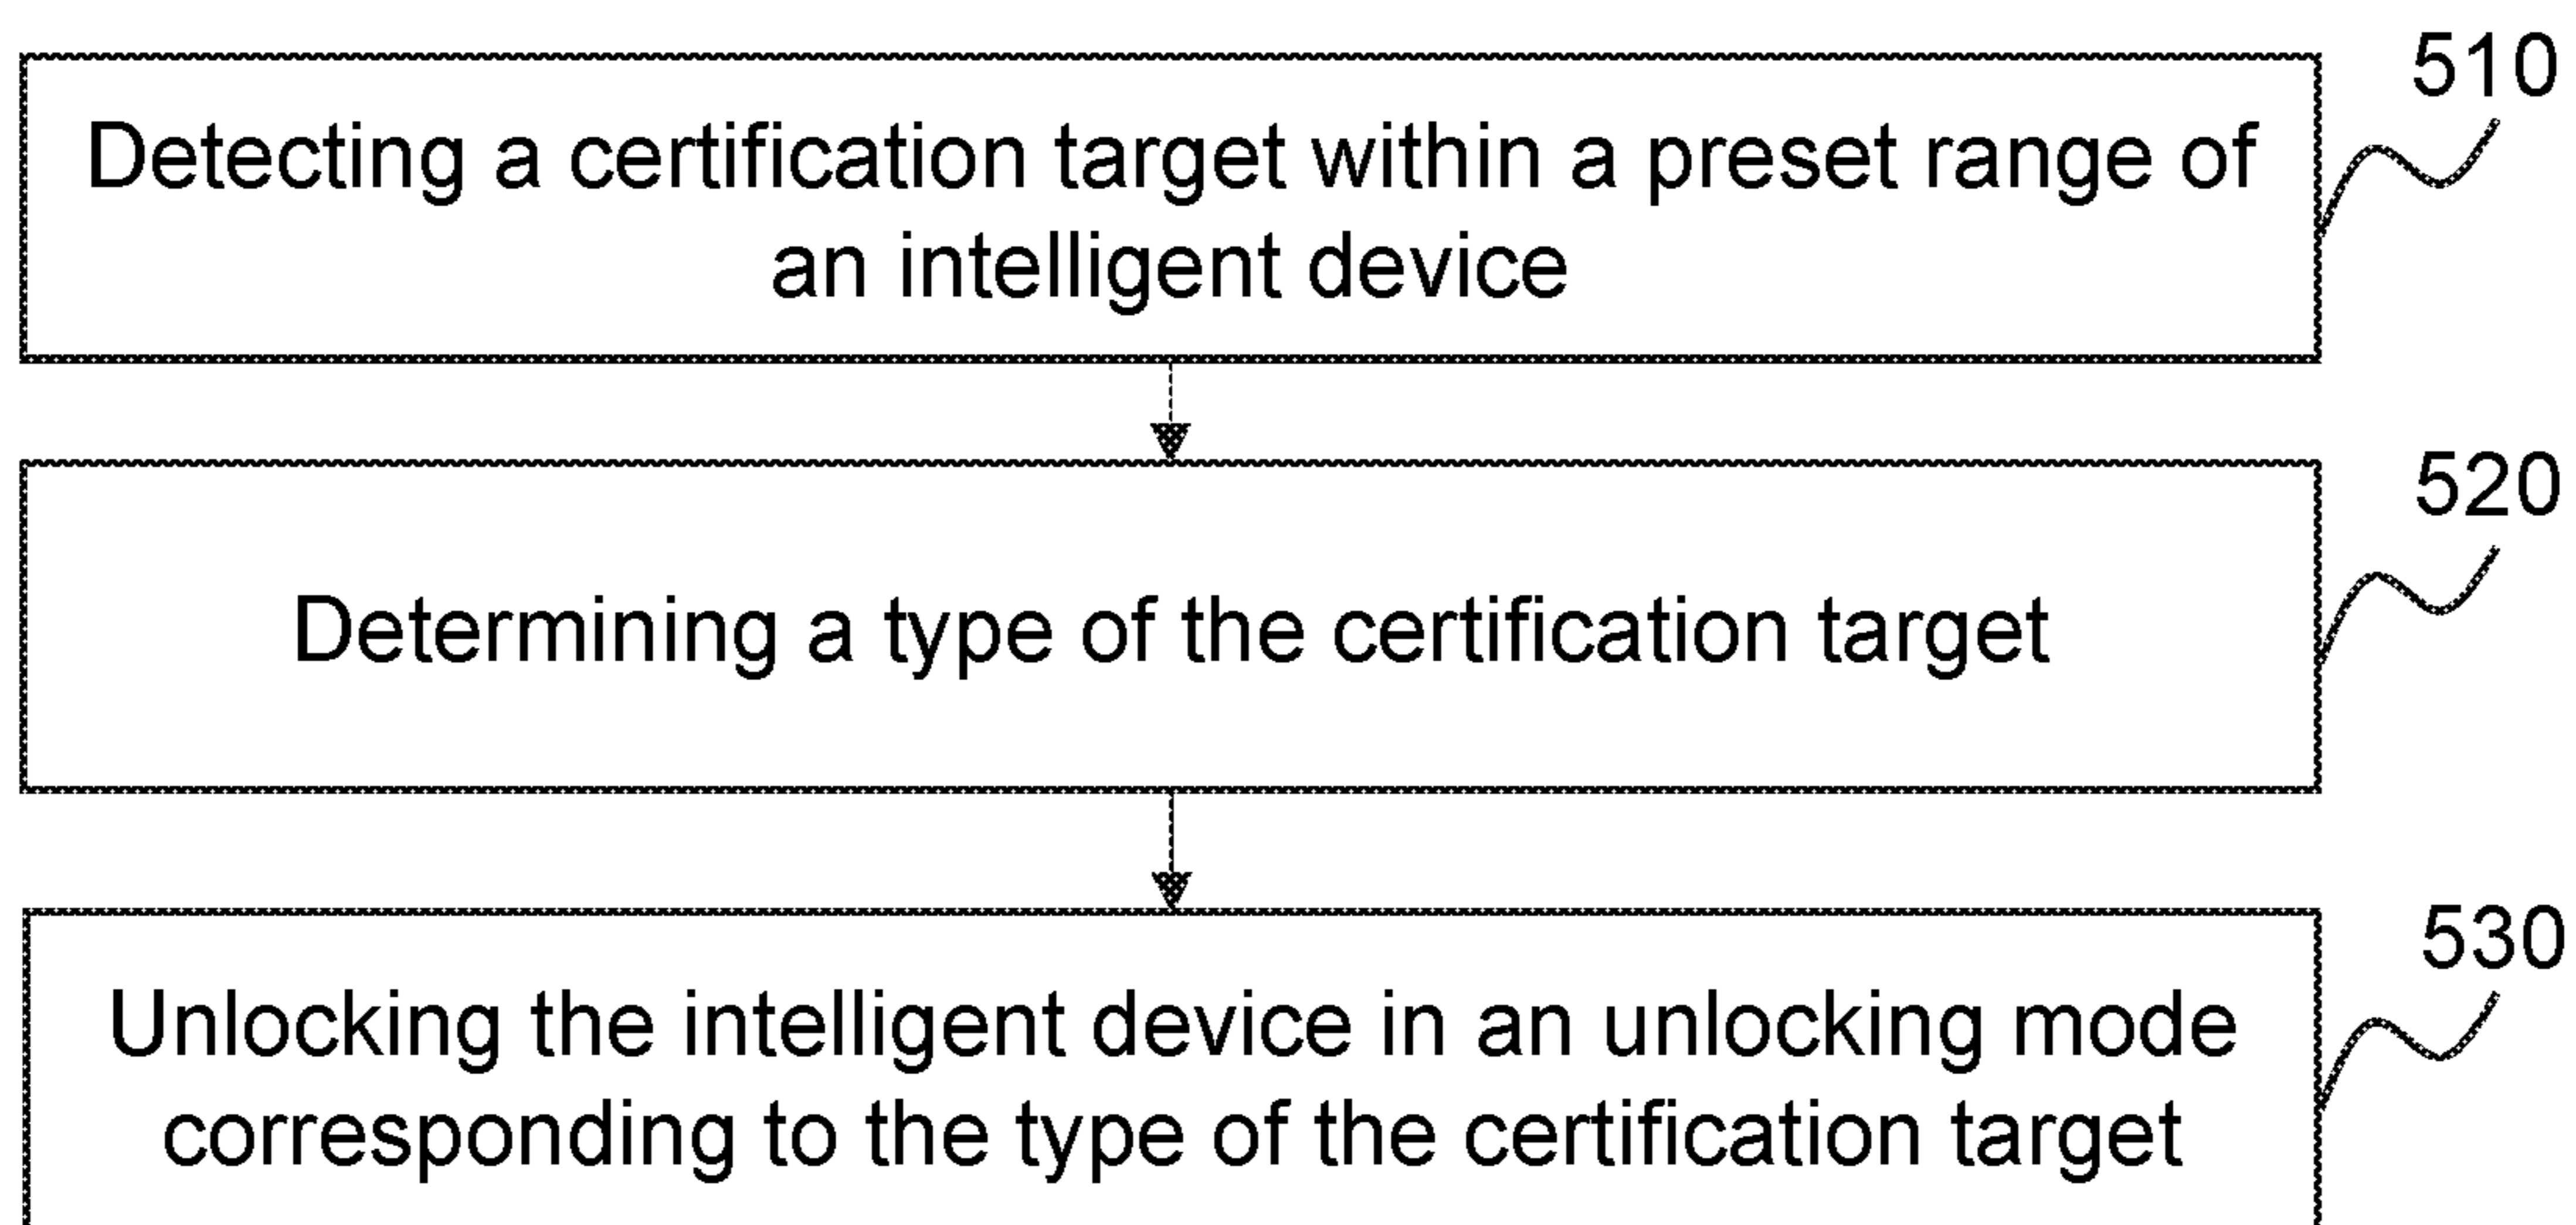 510
Detecting a certification target within a preset range of
an intelligent device
520
Determining a type of the certification target
530
Unlocking the intelligent device in an unlocking mode
corresponding to the type of the certification target